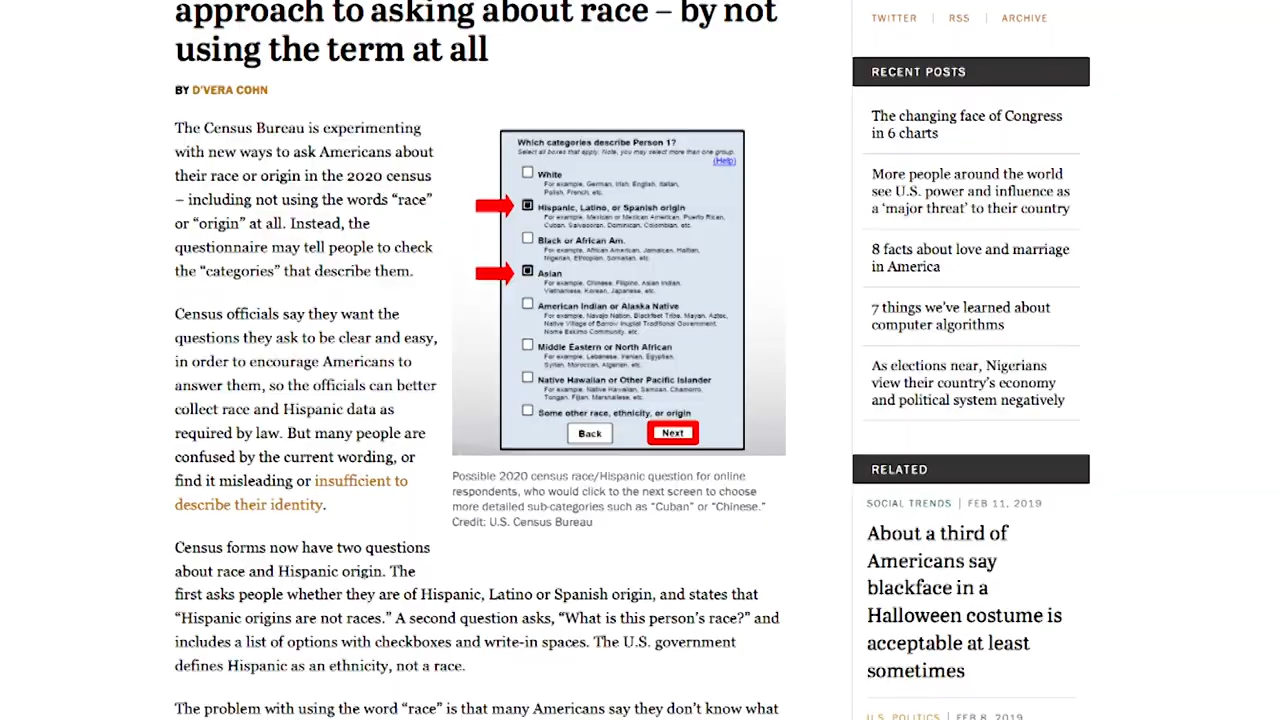 approach to asking about race – by not
using the term at all
BY D'VERA COHN
The Census Bureau is experimenting
with new ways to ask Americans about
their race or origin in the 2020 census
– including not using the words “race”
or “origin” at all. Instead, the
questionnaire may tell people to check
the “categories” that describe them.
Census officials say they want the
questions they ask to be clear and easy,
in order to encourage Americans to
answer them, so the officials can better
collect race and Hispanic data as
required by law. But many people are
confused by the current wording, or
find it misleading or insufficient to
describe their identity.
Which categories describe Person 1?
Select all boxes that apply. Note, you may select more than one group.
(Help)
White
For example, German, Irish, English, Italian,
Polish, French, etc.
Hispanic, Latino, or Spanish origin
For example, Mexican or Mexican American, Puerto Rican,
Cuban, Salvadoran, Dominican, Colombian, etc.
Black or African Am.
For example, African American, Jamaican, Haitian,
Nigerian, Ethiopian, Somalian, etc.
Asian
For example, Chinese, Filipino, Asian Indian,
Vietnamese, Korean, Japanese, etc.
American Indian or Alaska Native
For example, Navajo Nation, Blackfeet Tribe, Mayan, Aztec,
Native Village of Barrow Inupiat Traditional Government,
Nome Eskimo Community, etc.
Middle Eastern or North African
For example, Lebanese, Iranian, Egyptian,
Syrian, Moroccan, Algerian, etc.
Native Hawaiian or Other Pacific Islander
For example, Native Hawaiian, Samoan, Chamorro,
Tongan, Fijian, Marshallese, etc.
Some other race, ethnicity, or origin
Back
Next
Possible 2020 census race/Hispanic question for online
respondents, who would click to the next screen to choose
more detailed sub-categories such as “Cuban” or “Chinese.”
Credit: U.S. Census Bureau
Census forms now have two questions
about race and Hispanic origin. The
first asks people whether they are of Hispanic, Latino or Spanish origin, and states that
“Hispanic origins are not races.” A second question asks, “What is this person’s race?” and
includes a list of options with checkboxes and write-in spaces. The U.S. government
defines Hispanic as an ethnicity, not a race.
The problem with using the word “race” is that many Americans say they don’t know what
TWITTER | RSS | ARCHIVE
RECENT POSTS
The changing face of Congress
in 6 charts
More people around the world
see U.S. power and influence as
a ‘major threat’ to their country
8 facts about love and marriage
in America
7 things we’ve learned about
computer algorithms
As elections near, Nigerians
view their country’s economy
and political system negatively
RELATED
SOCIAL TRENDS | FEB 11, 2019
About a third of
Americans say
blackface in a
Halloween costume is
acceptable at least
sometimes
U.S. POLITICS | FEB 8, 2019